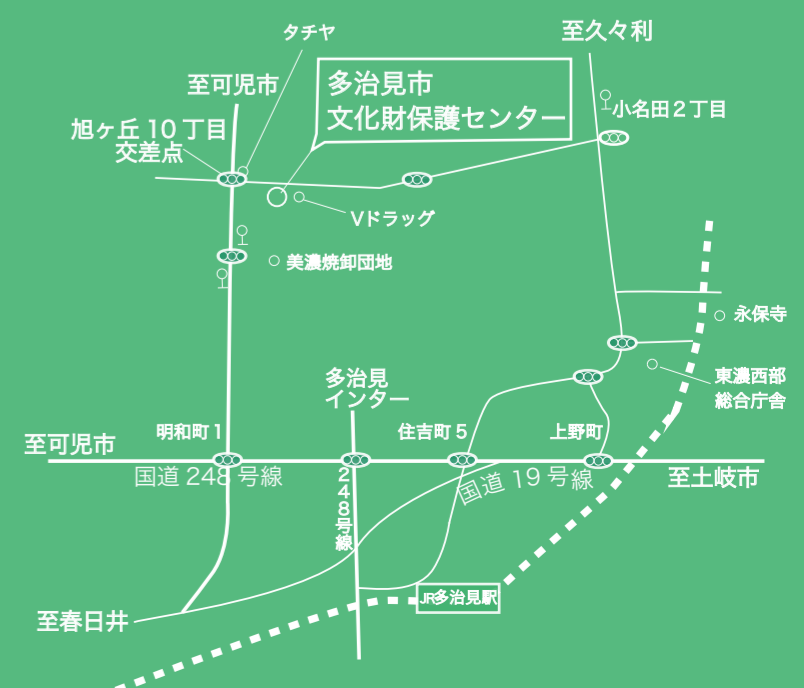 タチヤ
至久々利
至可児市
多治見市
文化財保護センター
小名田2丁目
旭ヶ丘10丁目
交差点
Vドラッグ
美濃焼卸団地
永保寺
多治見
インター
東濃西部
総合庁舎
明和町1
住吉町5
上野町
至可児市
国道248号線
248号線
国道19号線
至土岐市
JR多治見駅
至春日井